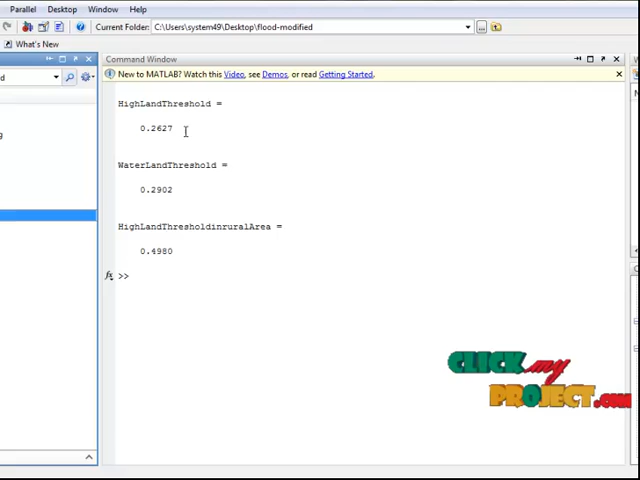 Parallel Desktop Window Help
Current Folder: C:\Users\system49\Desktop\flood-modified
What's New
Command Window
New to MATLAB? Watch this Video, see Demos, or read Getting Started.
HighLandThreshold =
0.2627
WaterLandThreshold =
0.2902
HighLandThresholdinruralArea =
0.4980
fx >>
CLICK my
PROJECT.com